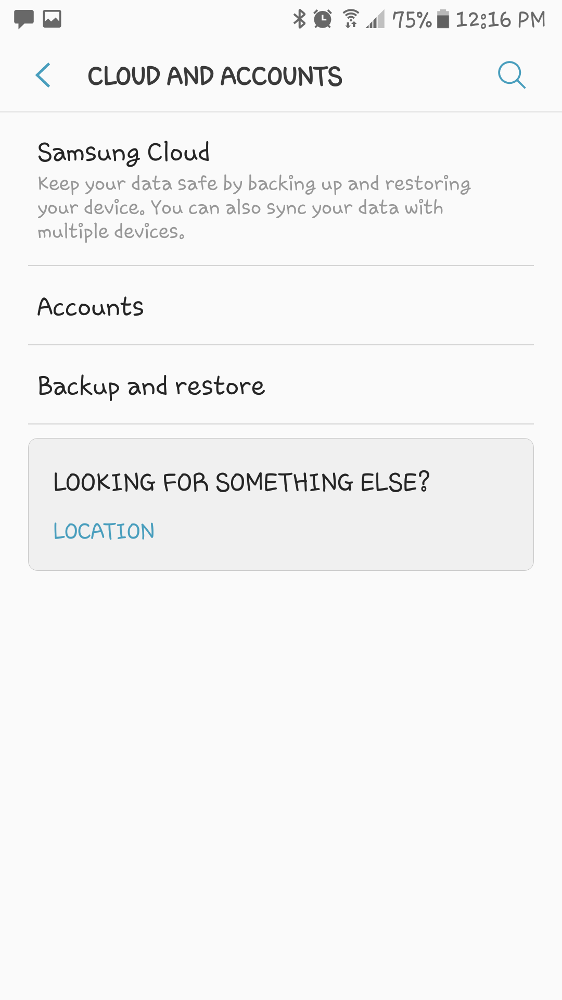 75% 12:16 PM
CLOUD AND ACCOUNTS
Samsung Cloud
Keep your data safe by backing up and restoring
your device. You can also sync your data with
multiple devices.
Accounts
Backup and restore
LOOKING FOR SOMETHING ELSE?
LOCATION